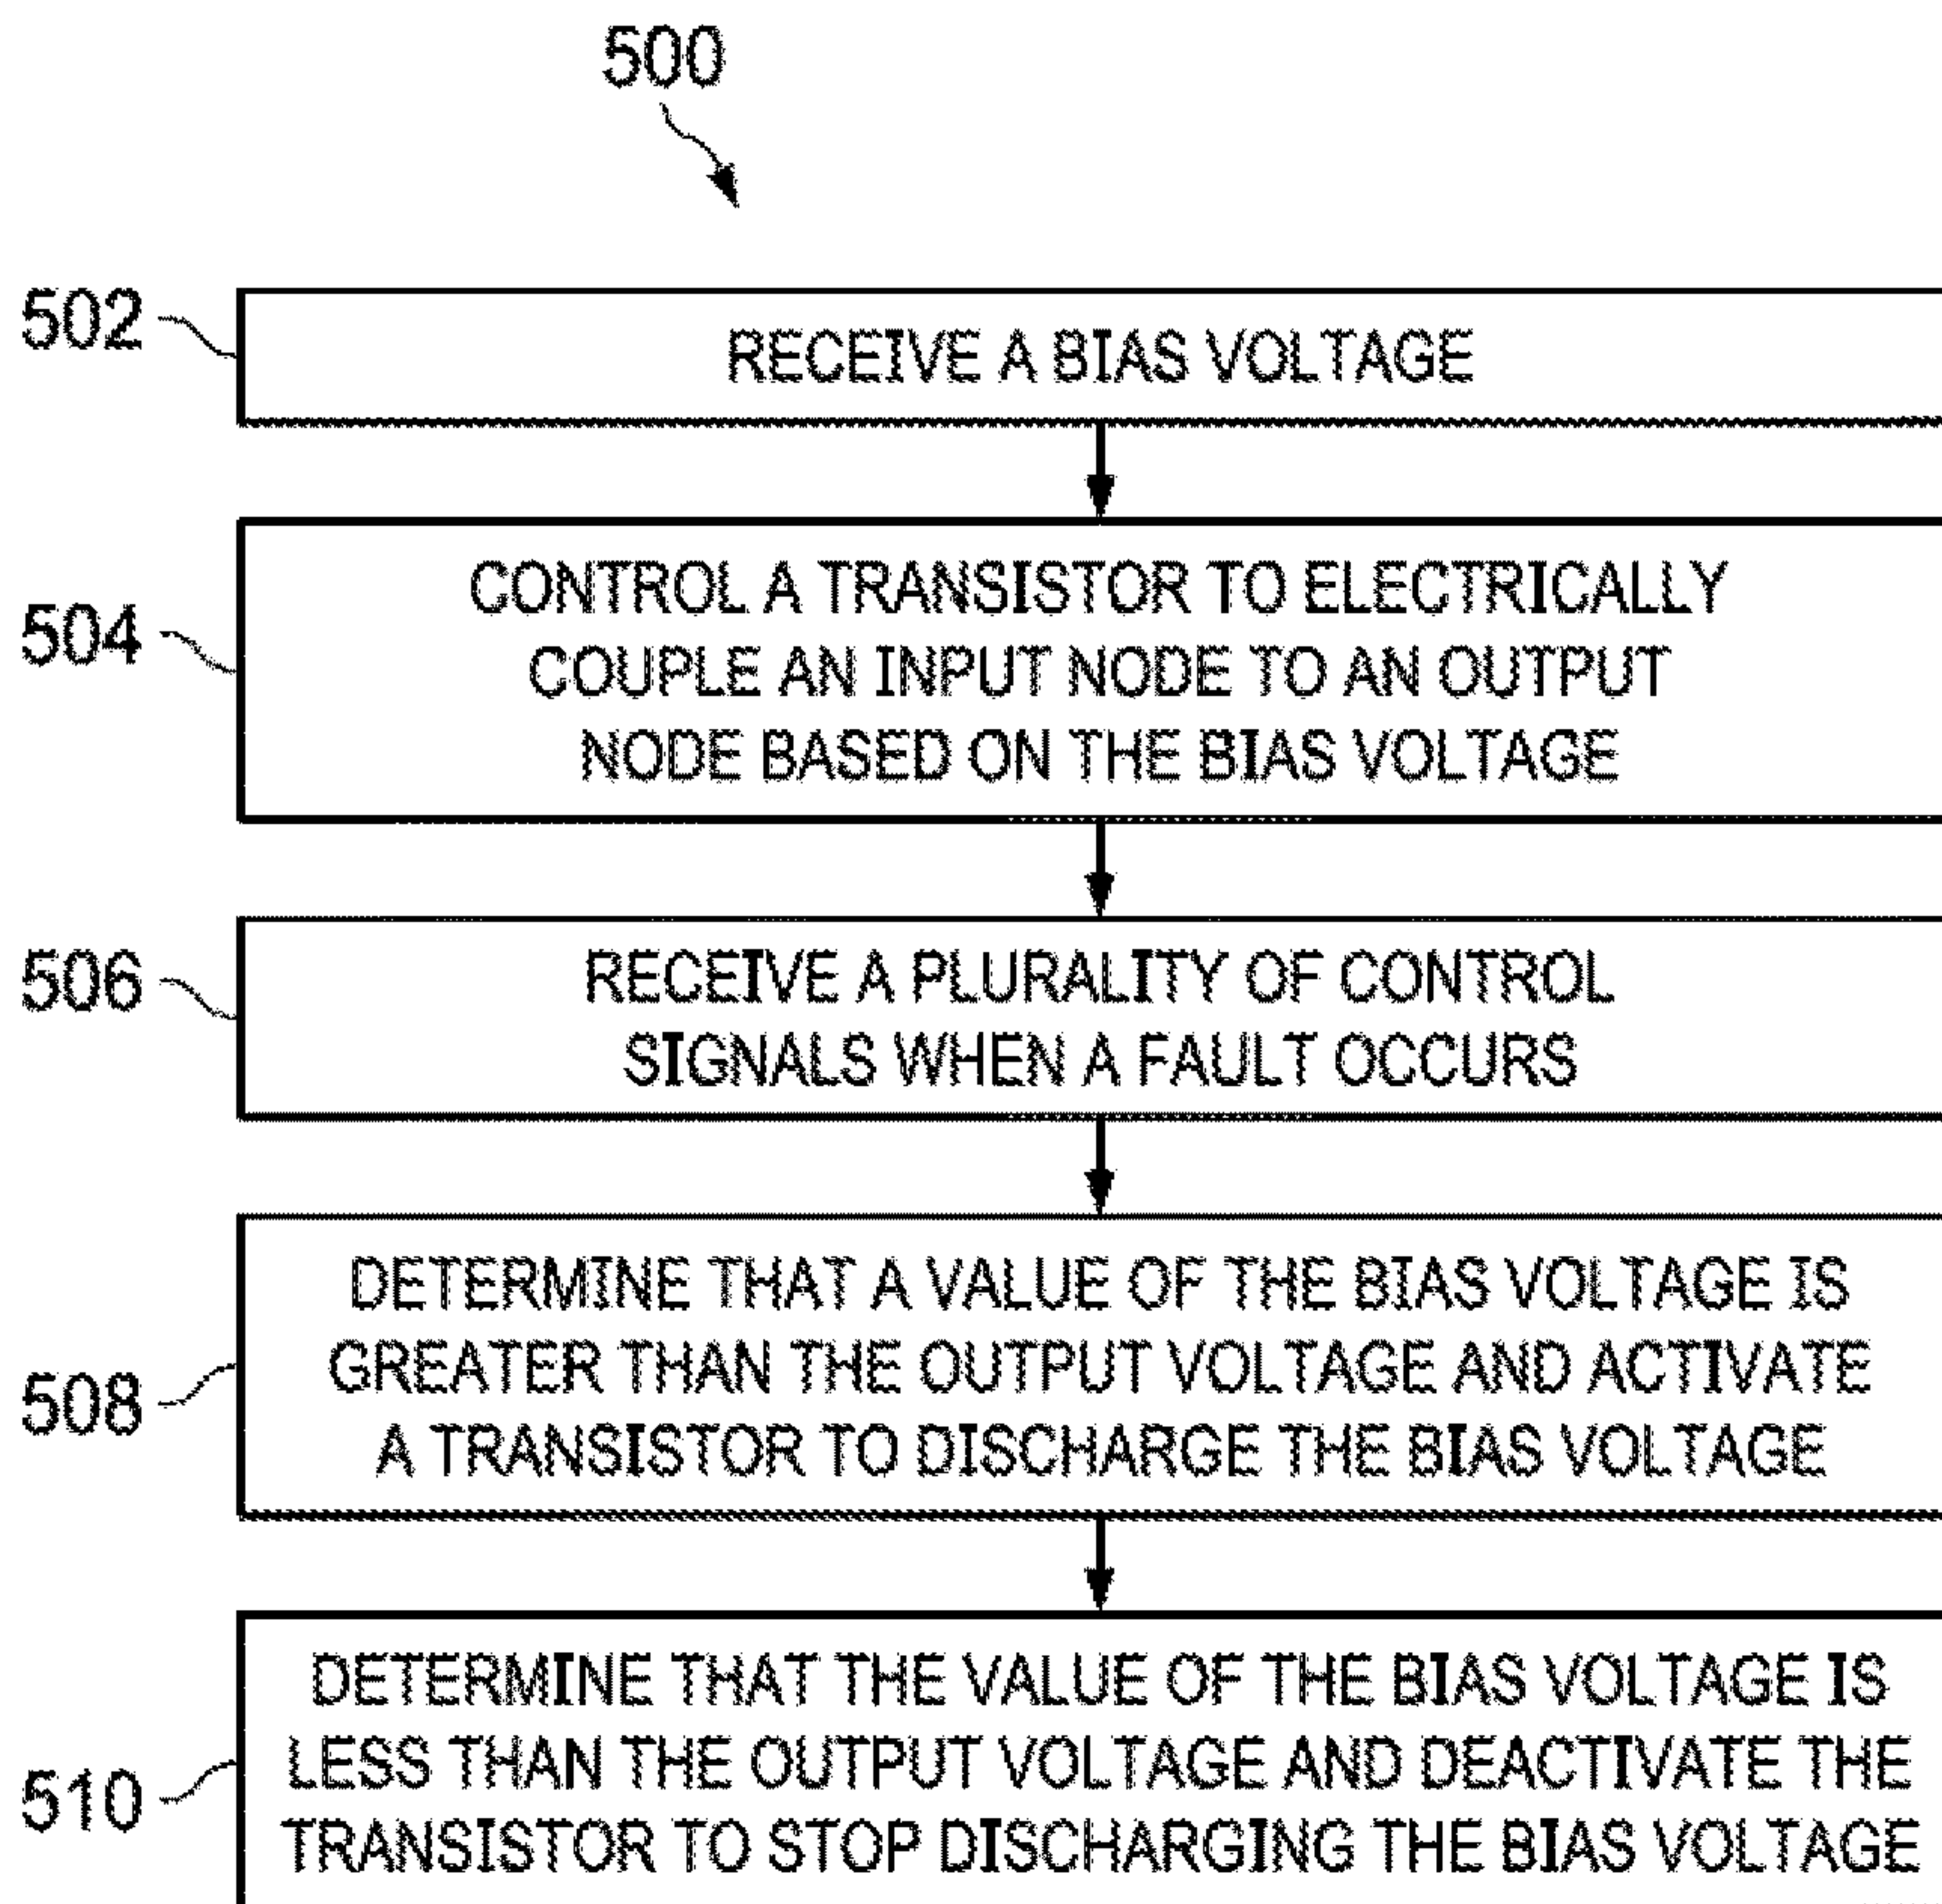 500
502
RECEIVE A BIAS VOLTAGE
504
CONTROL A TRANSISTOR TO ELECTRICALLY
COUPLE AN INPUT NODE TO AN OUTPUT
NODE BASED ON THE BIAS VOLTAGE
506
RECEIVE A PLURALITY OF CONTROL
SIGNALS WHEN A FAULT OCCURS
508
DETERMINE THAT A VALUE OF THE BIAS VOLTAGE IS
GREATER THAN THE OUTPUT VOLTAGE AND ACTIVATE
A TRANSISTOR TO DISCHARGE THE BIAS VOLTAGE
510
DETERMINE THAT THE VALUE OF THE BIAS VOLTAGE IS
LESS THAN THE OUTPUT VOLTAGE AND DEACTIVATE THE
TRANSISTOR TO STOP DISCHARGING THE BIAS VOLTAGE